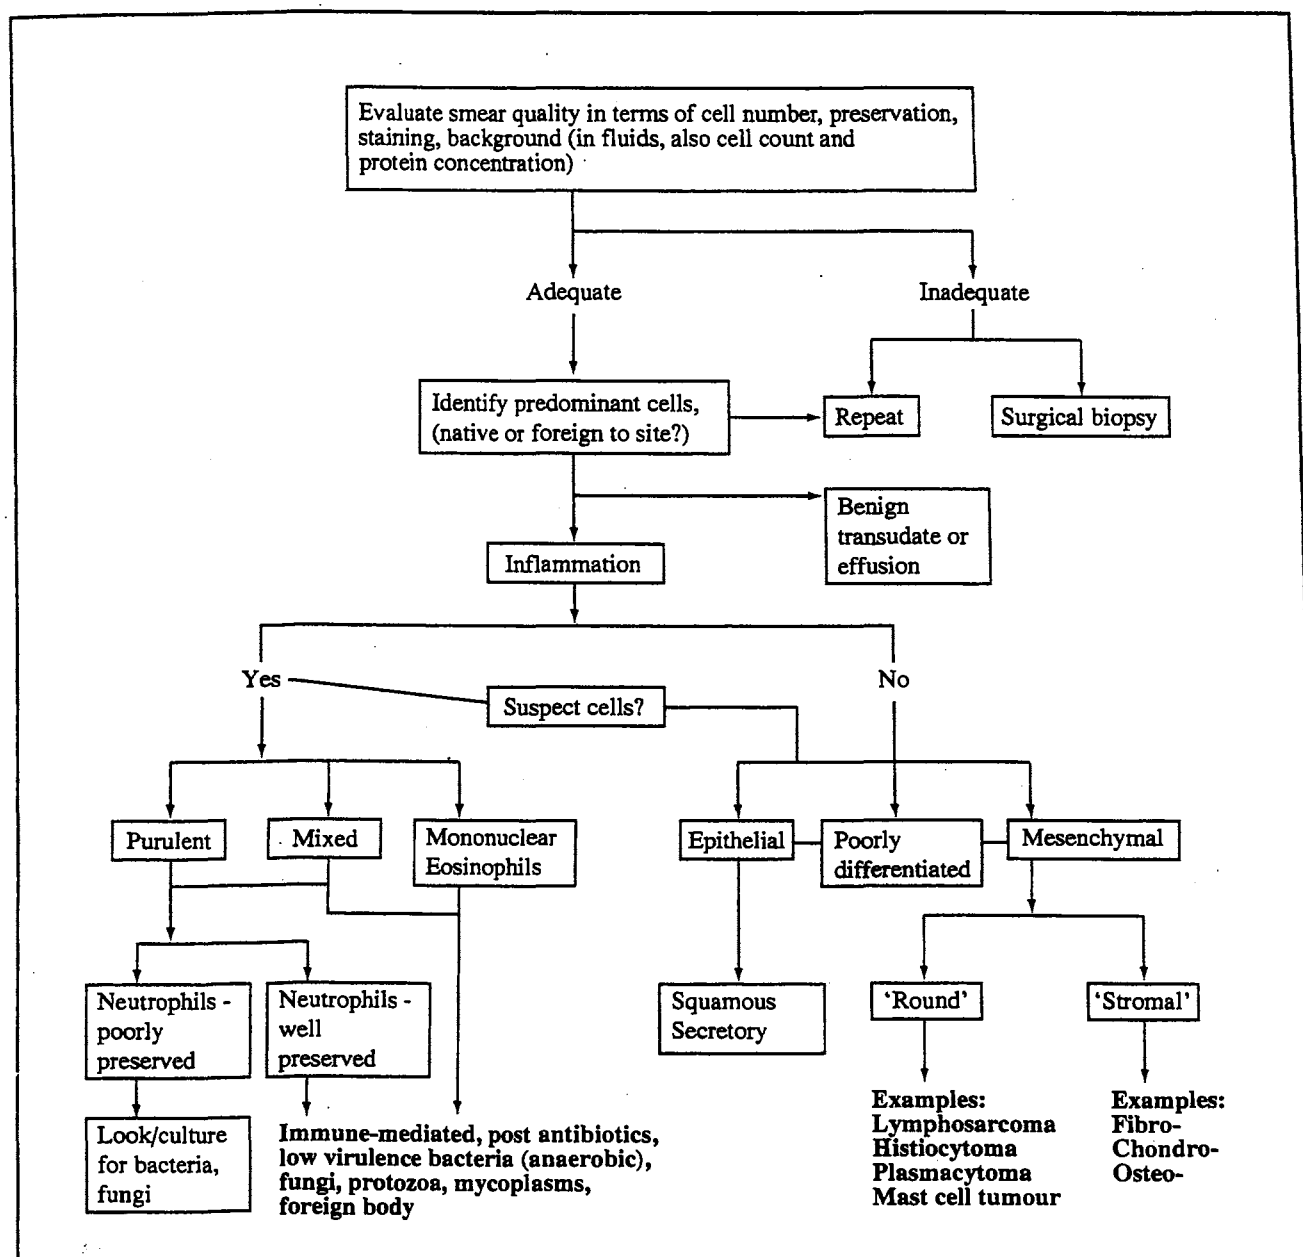 Evaluate smear quality in terms of cell number, preservation,
staining, background (in fluids, also cell count and
protein concentration)
Adequate
Inadequate
Identify predominant cells,
(native or foreign to site?)
Repeat
Surgical biopsy
Benign
transudate or
effusion
Inflammation
Yes
No
Suspect cells?
Purulent
Mixed
Mononuclear
Eosinophils
Epithelial
Poorly
differentiated
Mesenchymal
Neutrophils -
poorly
preserved
Neutrophils -
well
preserved
Squamous
Secretory
‘Round’
‘Stromal’
Look/culture
for bacteria,
fungi
Immune-mediated, post antibiotics,
low virulence bacteria (anaerobic),
fungi, protozoa, mycoplasms,
foreign body
Examples:
Lymphosarcoma
Histiocytoma
Plasmacytoma
Mast cell tumour
Examples:
Fibro-
Chondro-
Osteo-